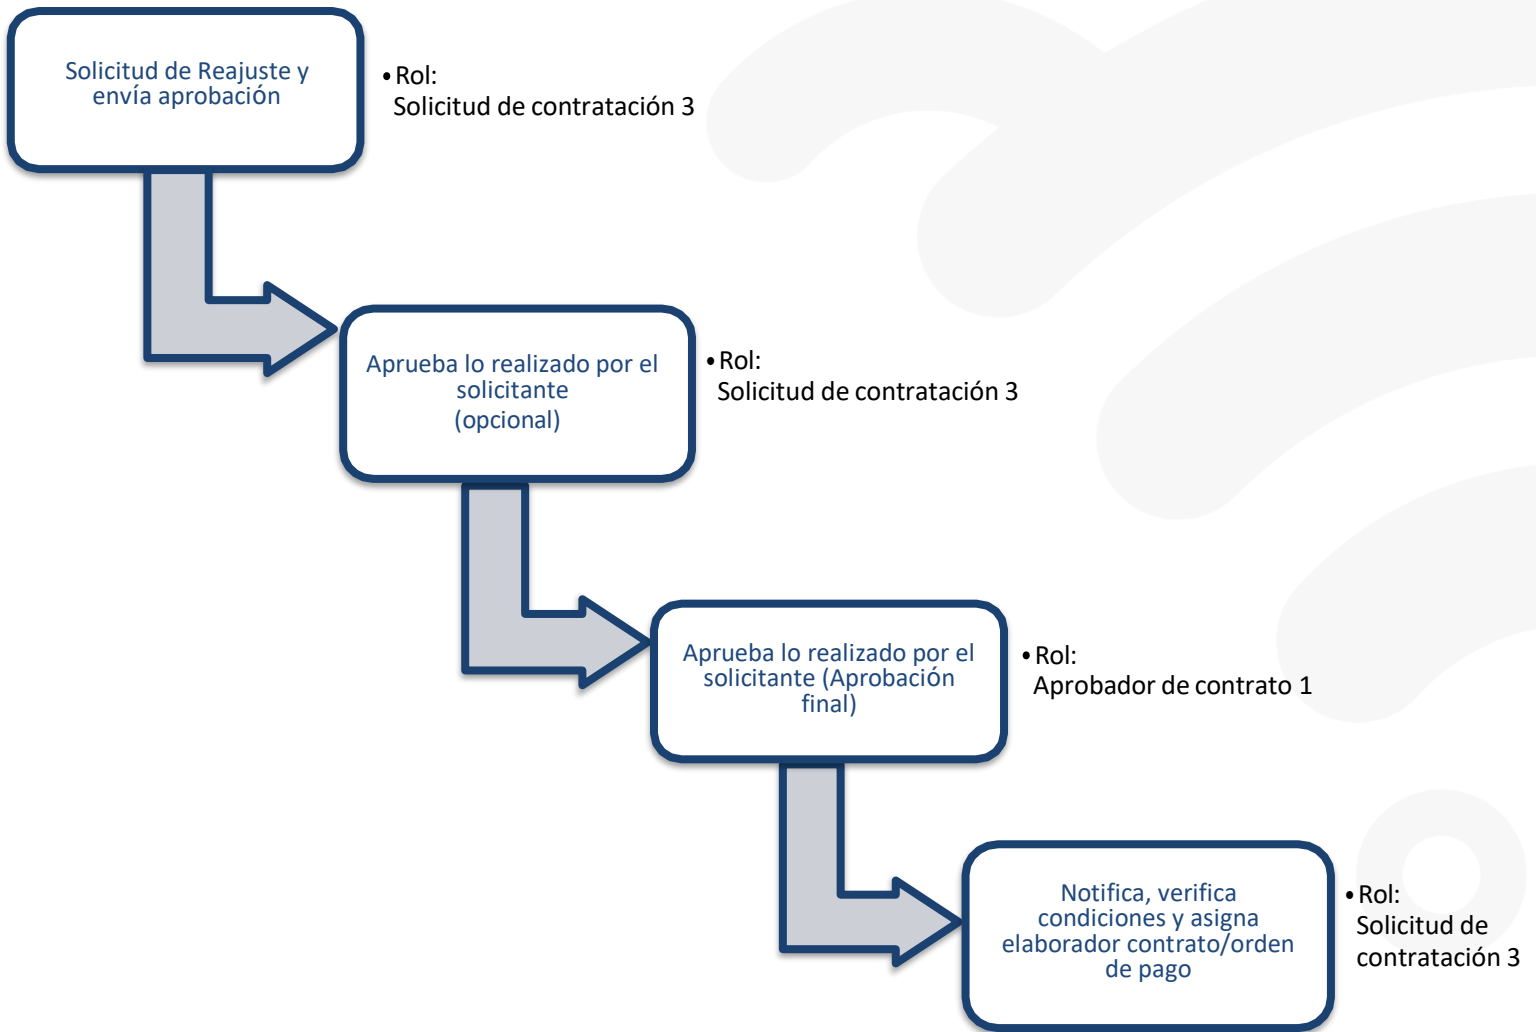 Solicitud de Reajuste y
envía aprobación
• Rol:
Solicitud de contratación 3
Aprueba lo realizado por el
solicitante
(opcional)
• Rol:
Solicitud de contratación 3
Aprueba lo realizado por el
solicitante (Aprobación
final)
• Rol:
Aprobador de contrato 1
Notifica, verifica
condiciones y asigna
elaborador contrato/orden
de pago
• Rol:
Solicitud de
contratación 3